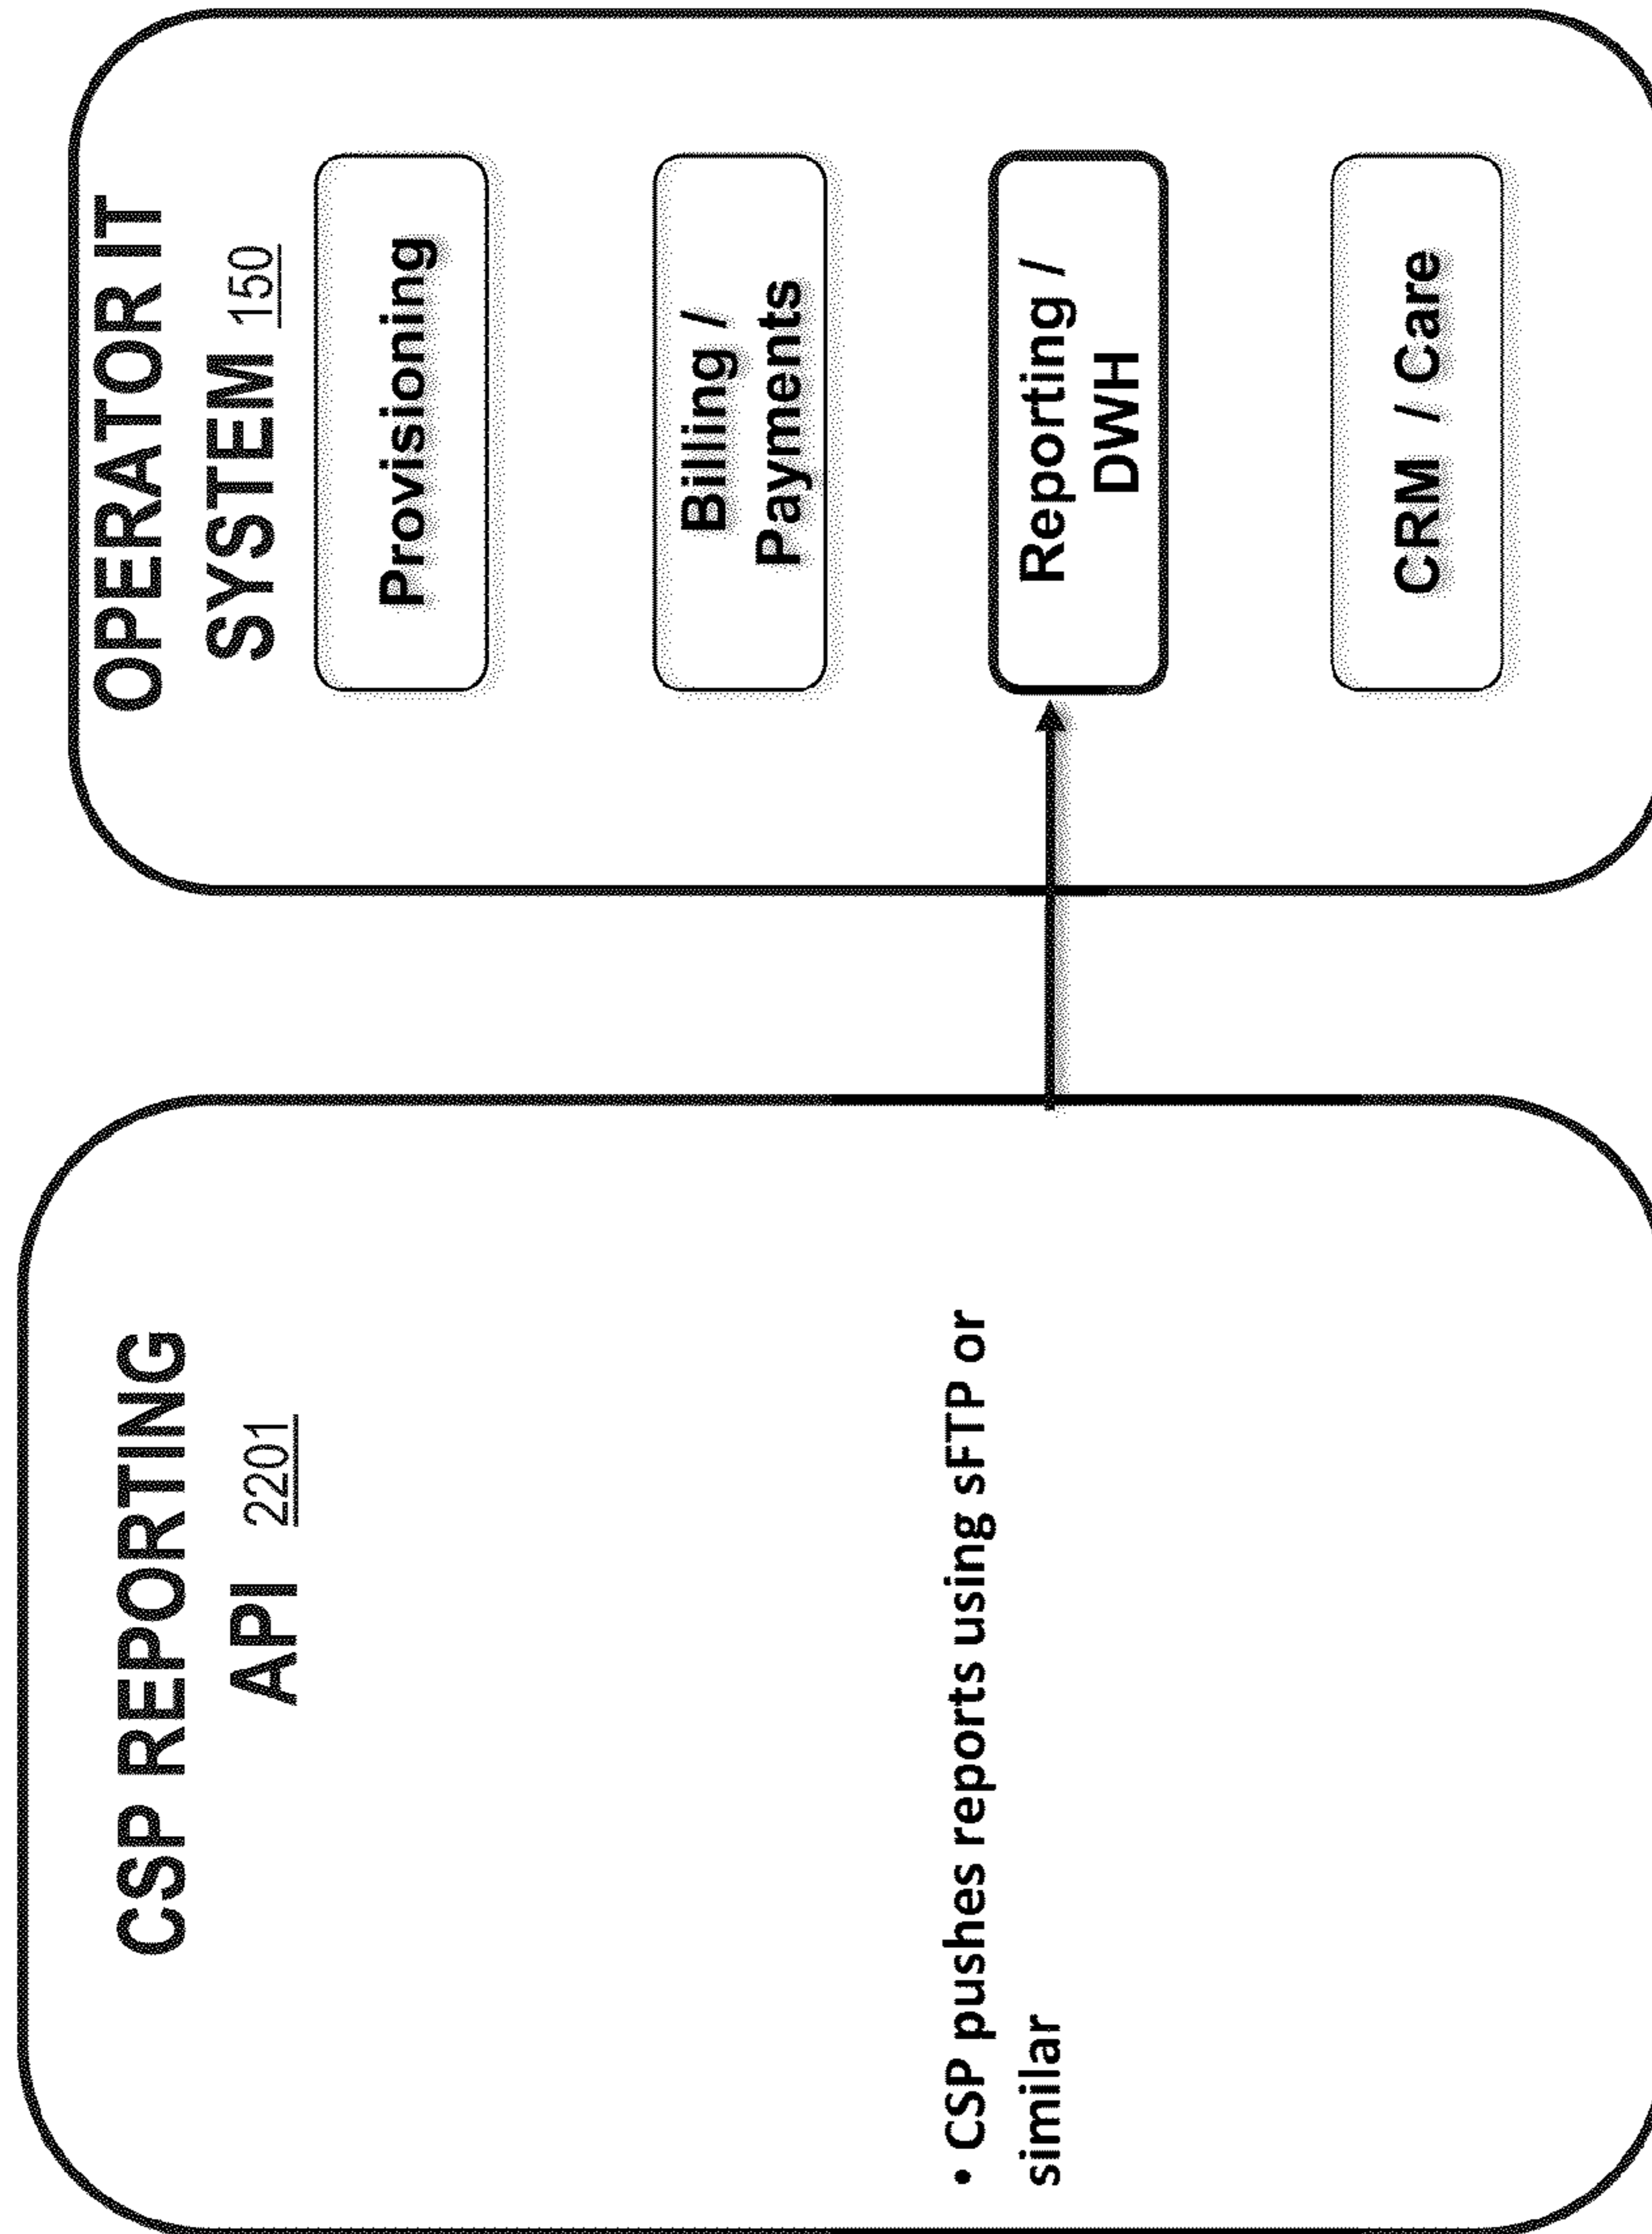 CSP REPORTING
API 2201
• CSP pushes reports using sFTP or
similar
OPERATOR IT
SYSTEM 150
Provisioning
Billing /
Payments
Reporting /
DWH
CRM / Care